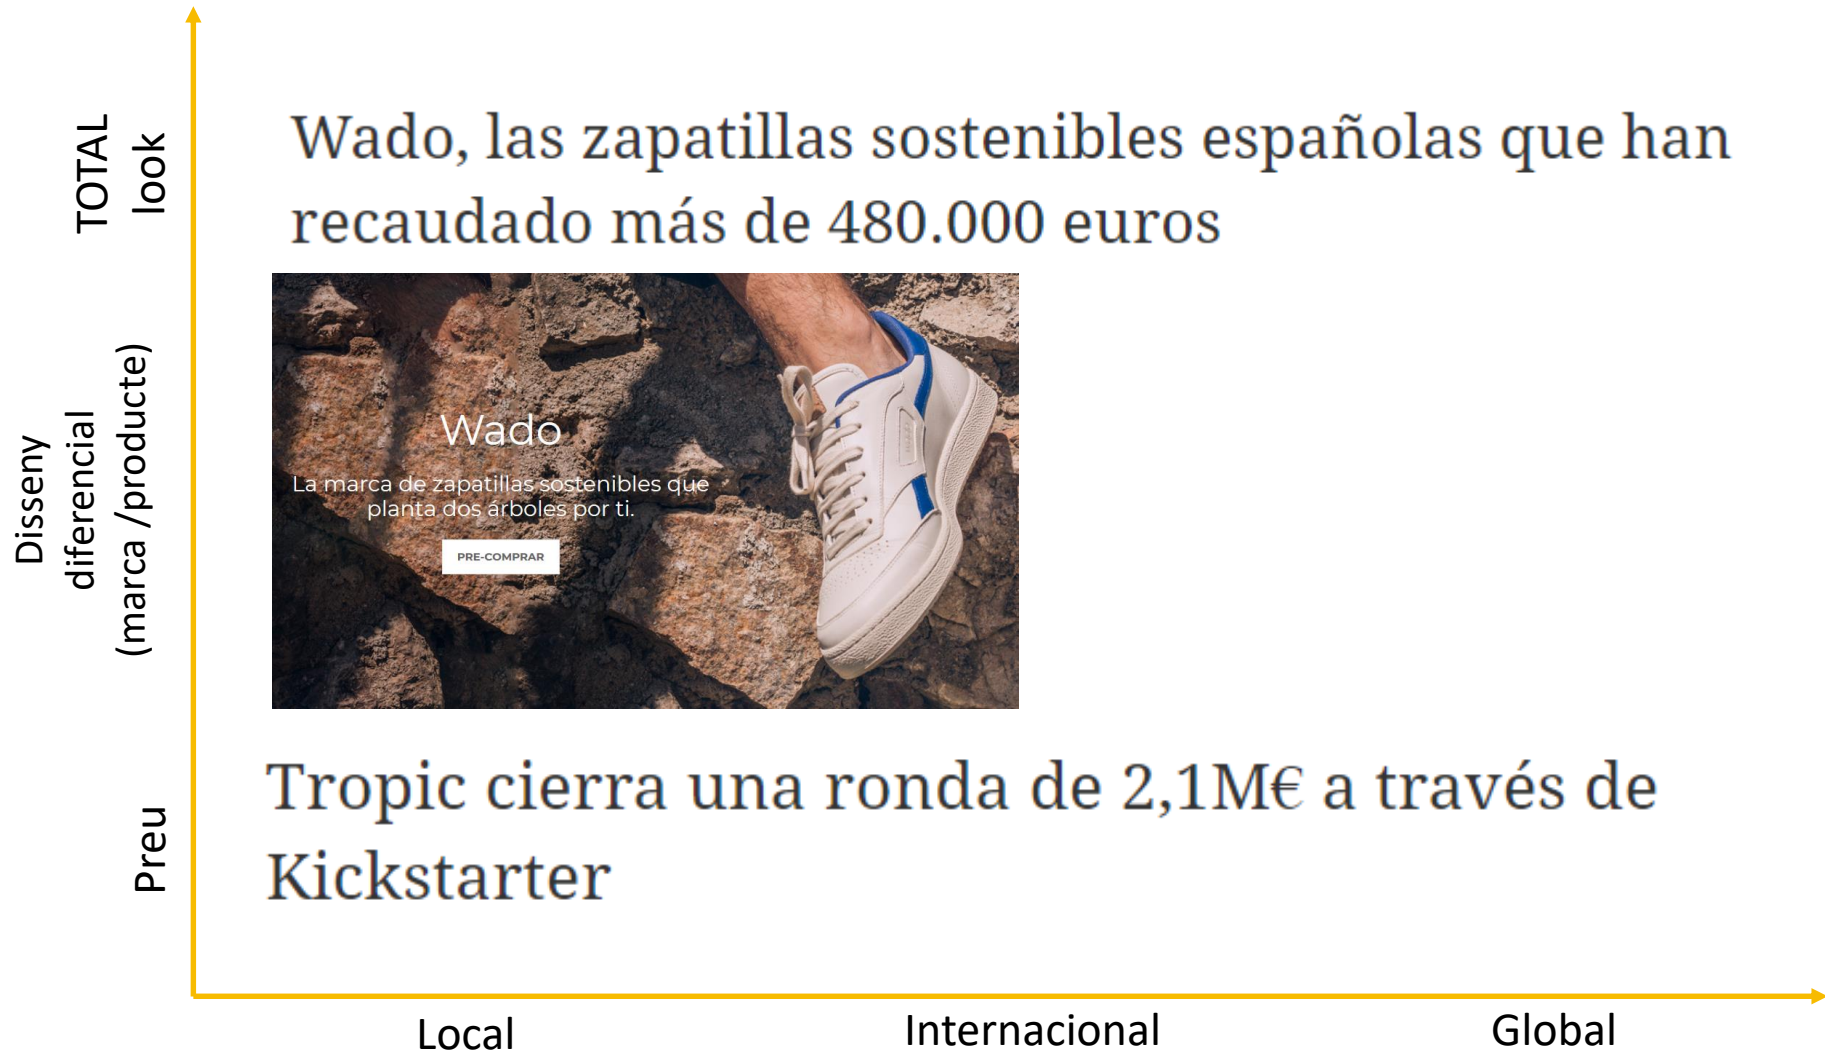 TOTAL
look
Wado, las zapatillas sostenibles españolas que han
recaudado más de 480.000 euros
Disseny
diferencial
(marca /producte)
Wado
La marca de zapatillas sostenibles que
planta dos árboles por ti.
PRE-COMPRAR
Preu
Tropic cierra una ronda de 2,1M€ a través de
Kickstarter
Local
Internacional
Global